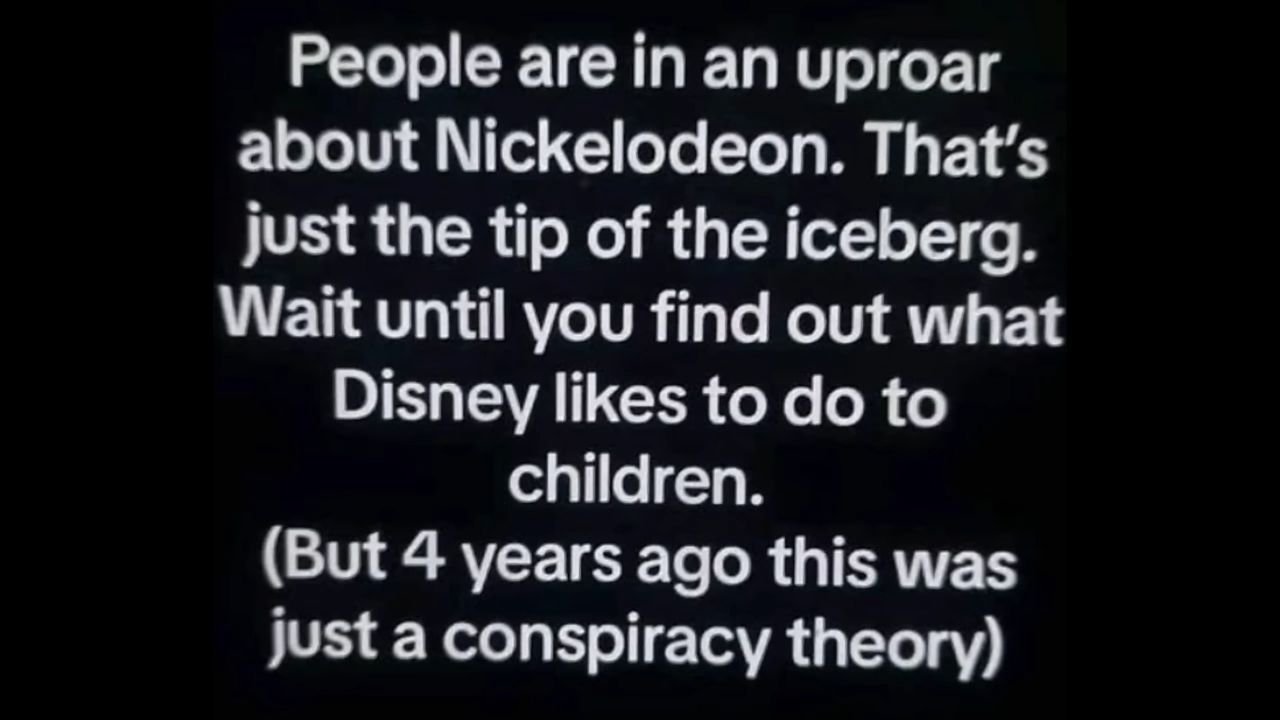 People are in an uproar
about Nickelodeon. That's
just the tip of the iceberg.
Wait until you find out what
Disney likes to do to
children.
(But 4 years ago this was
just a conspiracy theory)